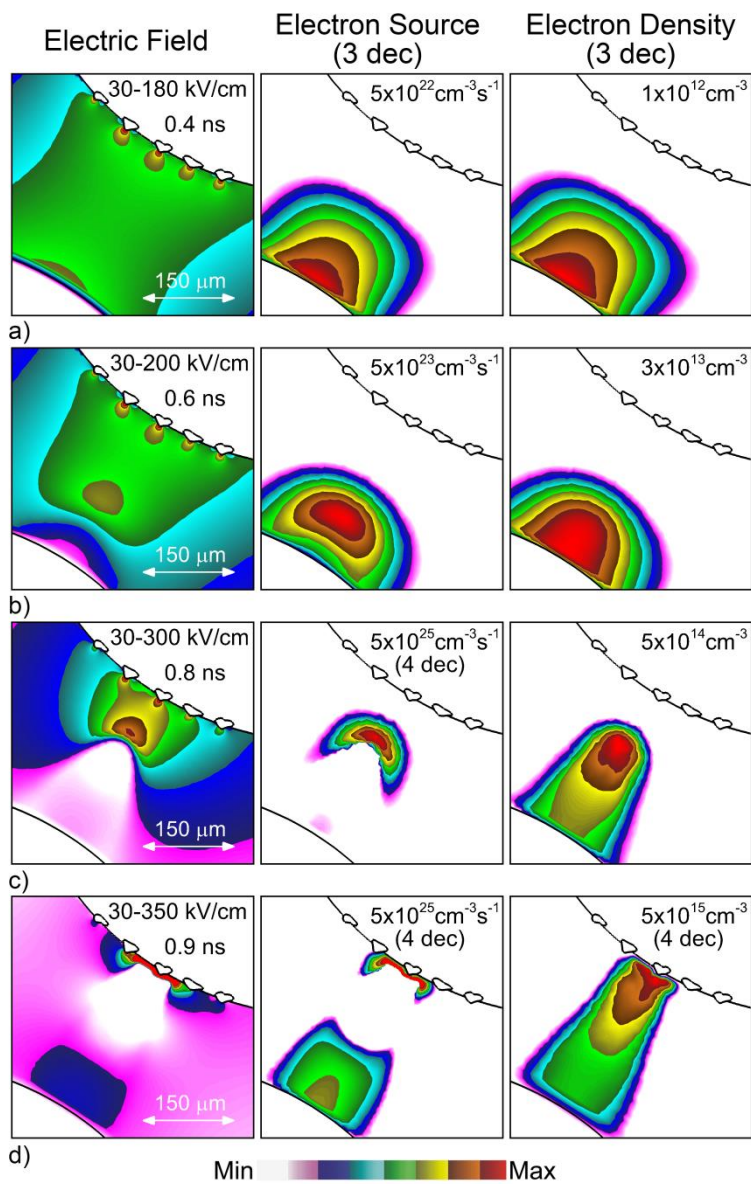 Electric Field
Electron Source
(3 dec)
Electron Density
(3 dec)
30-180 kV/cm
0.4 ns
150 μm
5x10²²cm⁻³s⁻¹
1x10¹²cm⁻³
a)
30-200 kV/cm
0.6 ns
150 μm
5x10²³cm⁻³s⁻¹
3x10¹³cm⁻³
b)
30-300 kV/cm
0.8 ns
150 μm
5x10²⁵cm⁻³s⁻¹
(4 dec)
5x10¹⁴cm⁻³
c)
30-350 kV/cm
0.9 ns
150 μm
5x10²⁵cm⁻³s⁻¹
(4 dec)
5x10¹⁵cm⁻³
(4 dec)
d)
Min Max